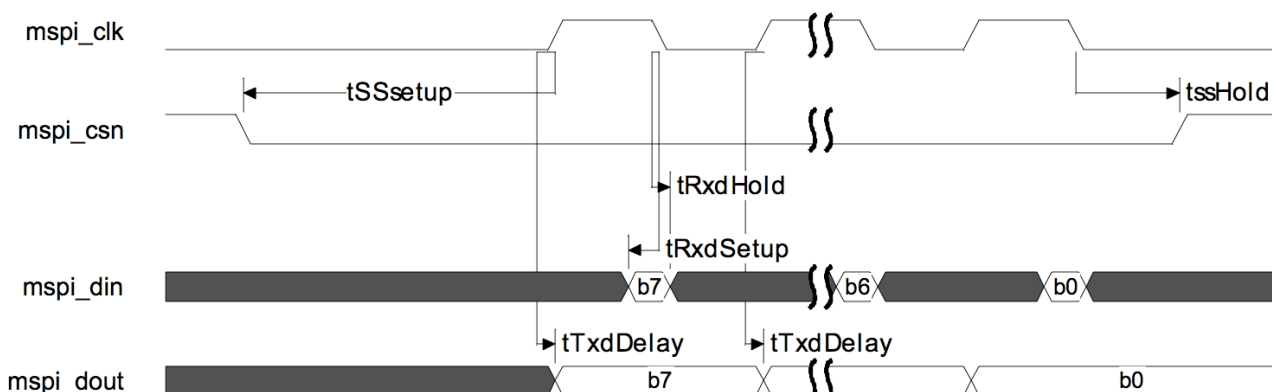 mspi_clk
tSSsetup
tssHold
mspi_csn
tRxdHold
tRxdSetup
mspi_din
b7
b6
b0
tTxdDelay
tTxdDelay
mspi_dout
b7
b0